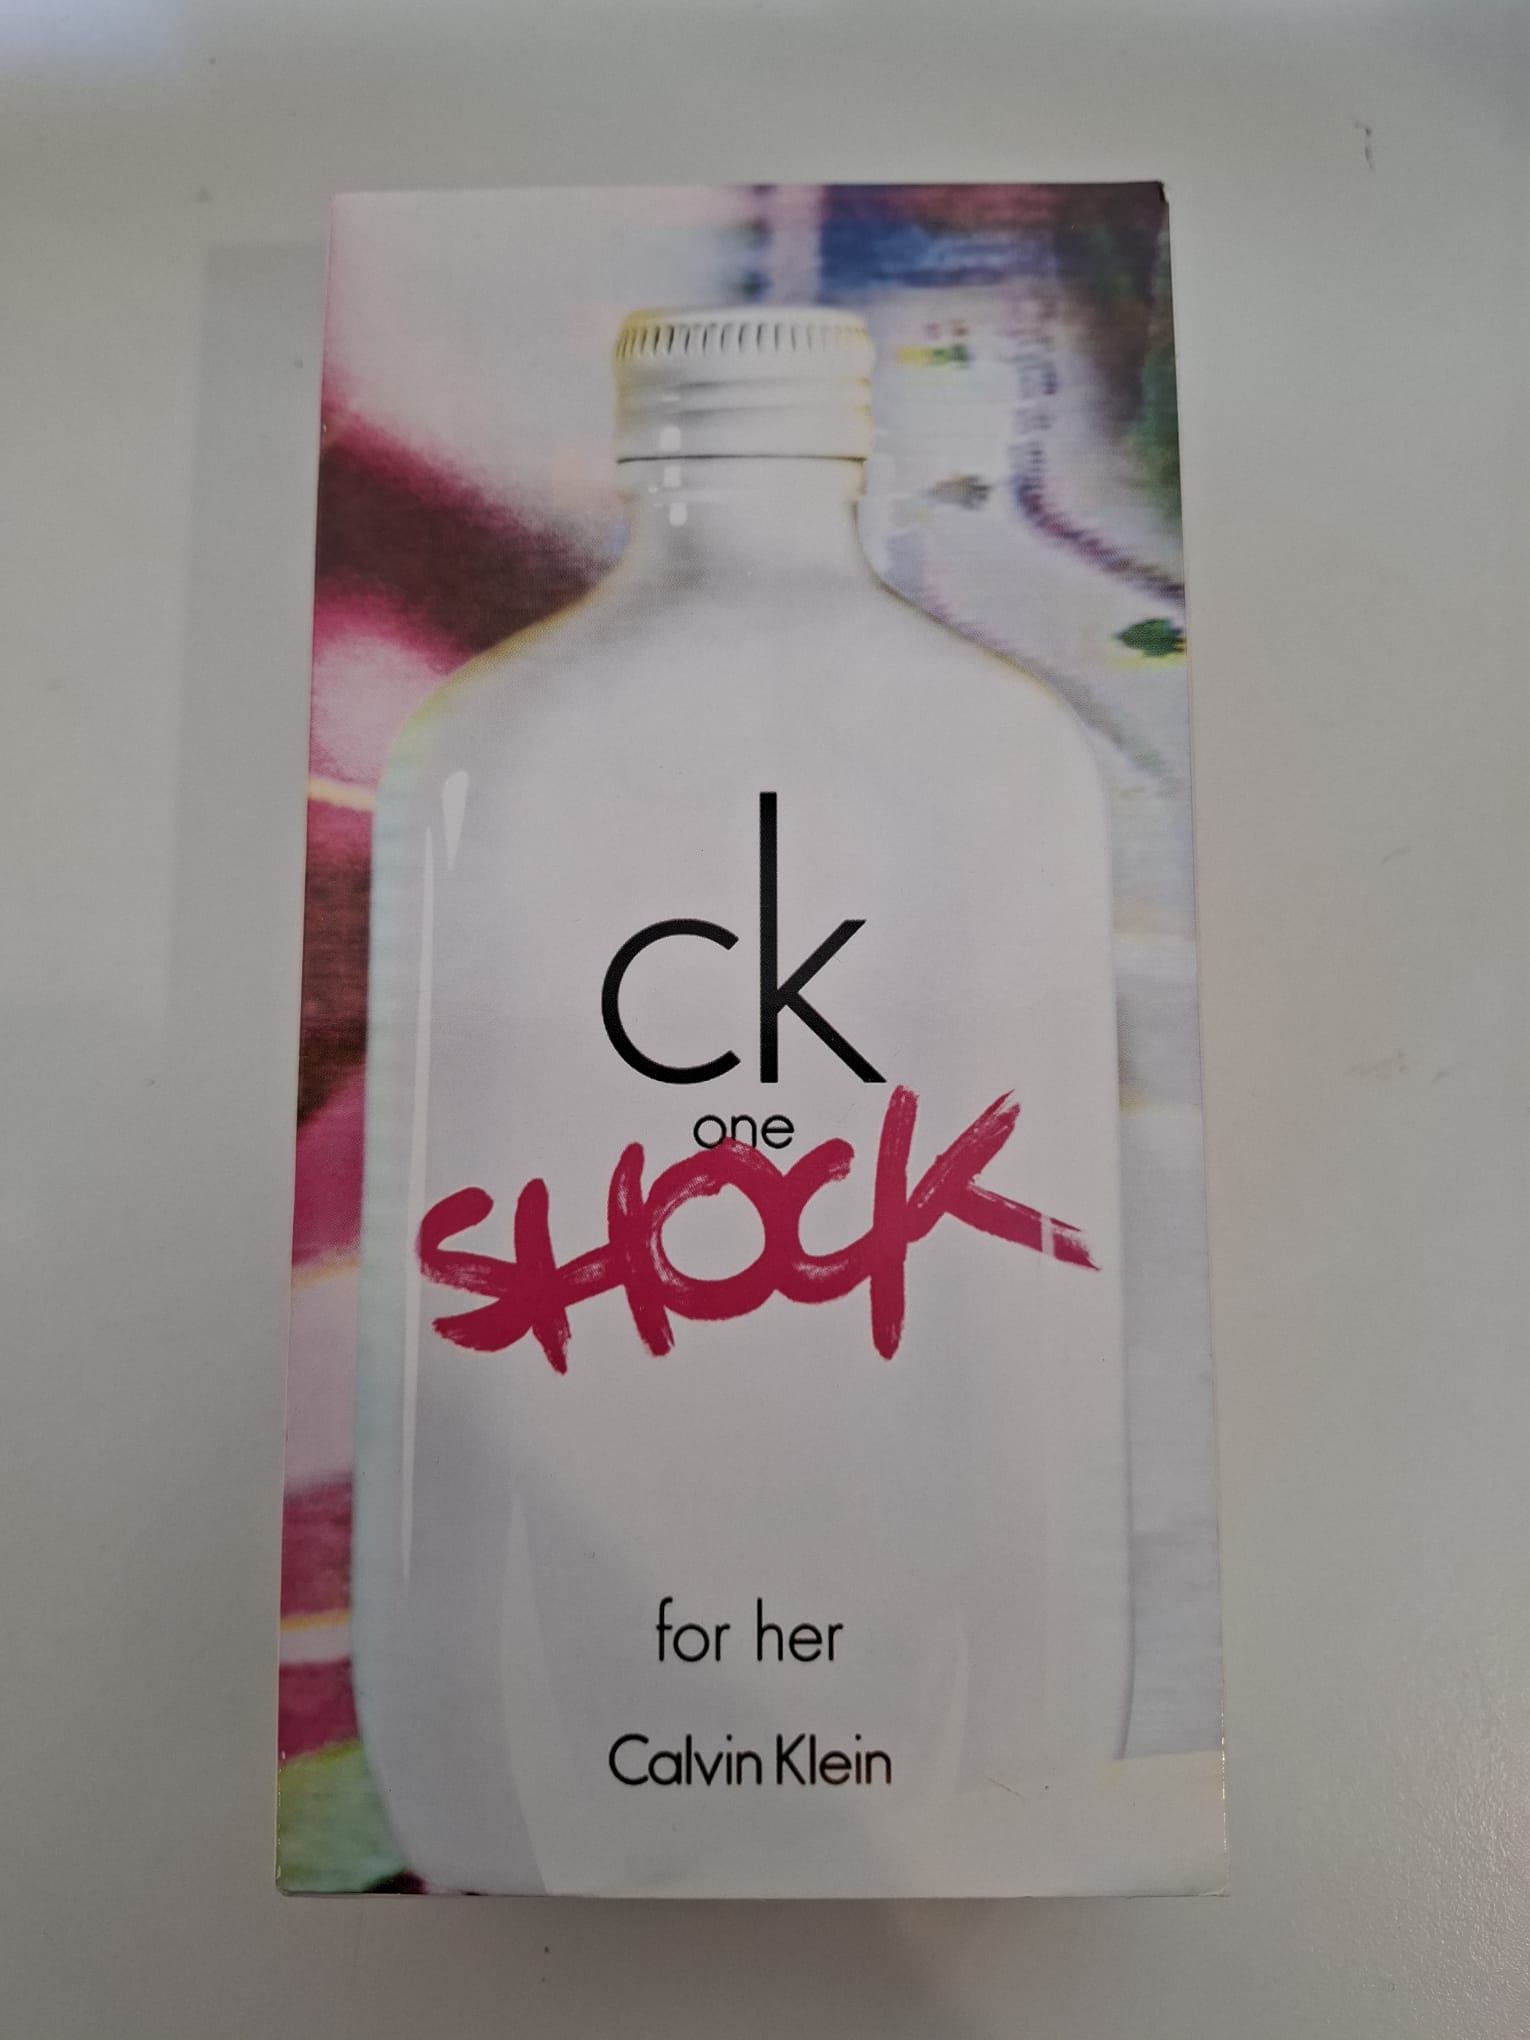 ck
one
SHOCK
for her
Calvin Klein